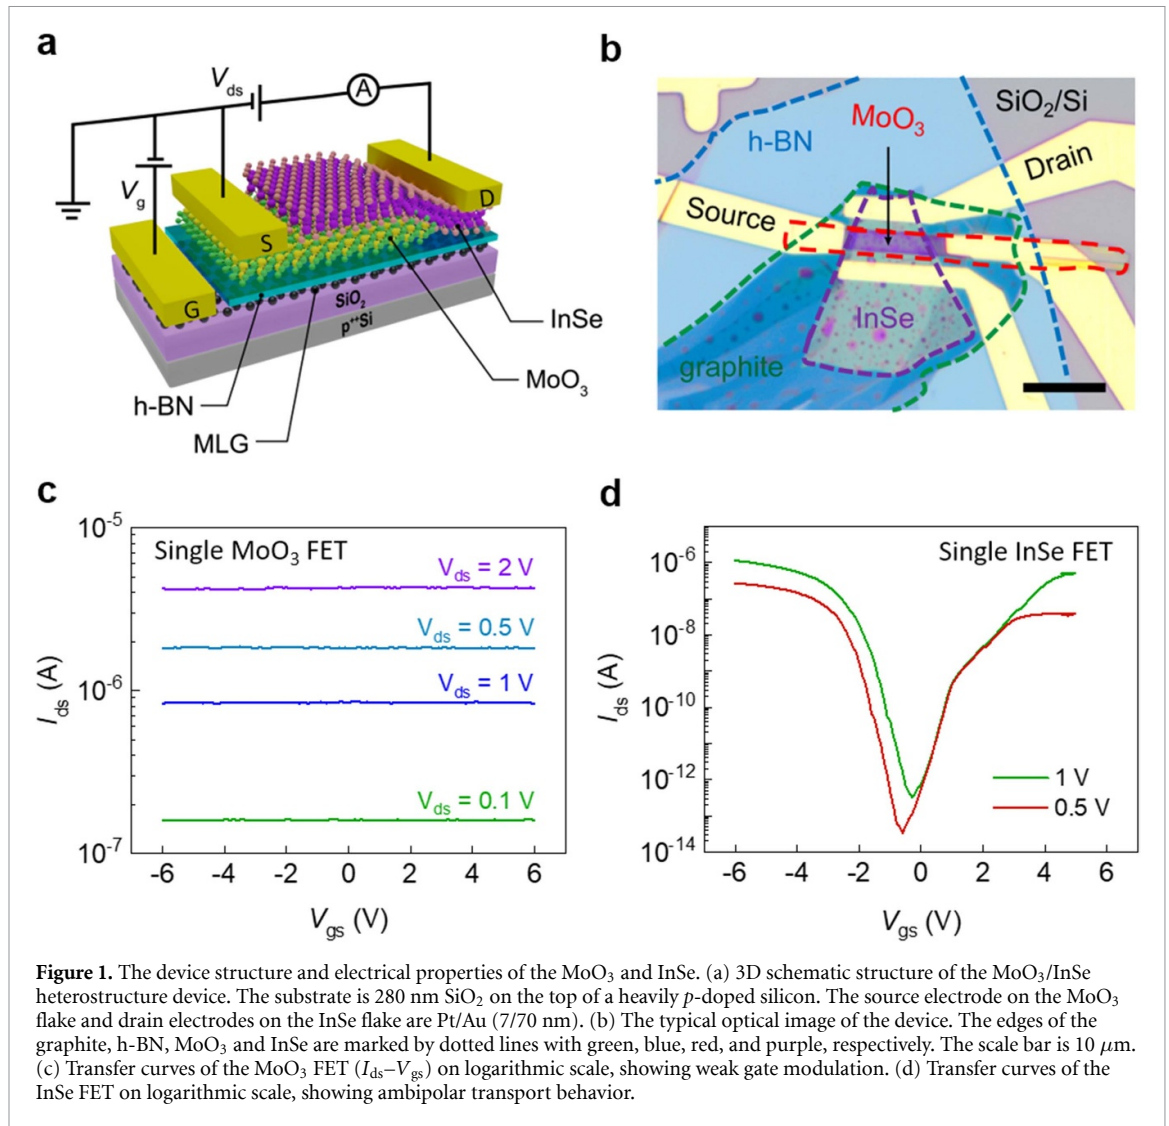 a
V_ds
A
V_g
D
S
G
SiO₂
p⁺⁺Si
InSe
MoO₃
h-BN
MLG
b
SiO₂/Si
MoO₃
h-BN
Drain
Source
InSe
graphite
c
10⁻⁵
Single MoO₃ FET
V_ds = 2 V
V_ds = 0.5 V
10⁻⁶
V_ds = 1 V
V_ds = 0.1 V
10⁻⁷
I_ds (A)
-6 -4 -2 0 2 4 6
V_gs (V)
d
Single InSe FET
10⁻⁶
10⁻⁸
10⁻¹⁰
10⁻¹²
10⁻¹⁴
I_ds (A)
1 V
0.5 V
-6 -4 -2 0 2 4 6
V_gs (V)
Figure 1. The device structure and electrical properties of the MoO₃ and InSe. (a) 3D schematic structure of the MoO₃/InSe
heterostructure device. The substrate is 280 nm SiO₂ on the top of a heavily p-doped silicon. The source electrode on the MoO₃
flake and drain electrodes on the InSe flake are Pt/Au (7/70 nm). (b) The typical optical image of the device. The edges of the
graphite, h-BN, MoO₃ and InSe are marked by dotted lines with green, blue, red, and purple, respectively. The scale bar is 10 μm.
(c) Transfer curves of the MoO₃ FET (I_ds–V_gs) on logarithmic scale, showing weak gate modulation. (d) Transfer curves of the
InSe FET on logarithmic scale, showing ambipolar transport behavior.